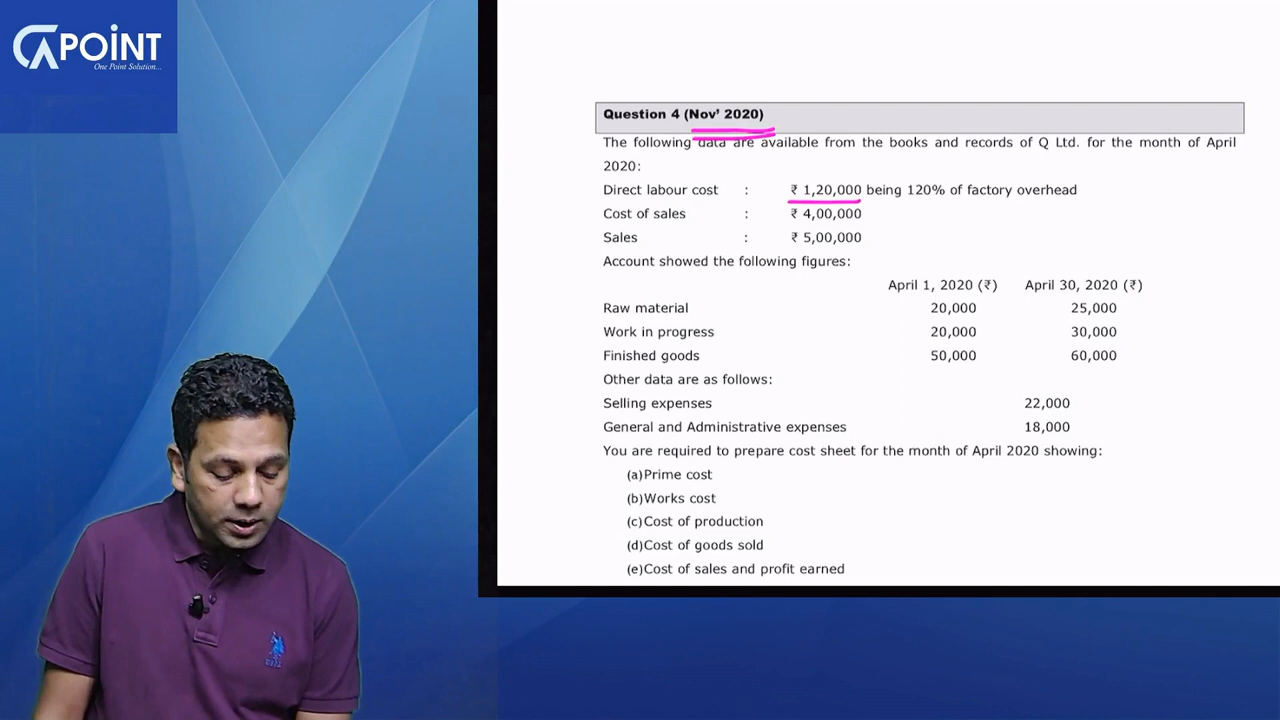 CAPOINT
One Point Solution...
Question 4 (Nov' 2020)
The following data are available from the books and records of Q Ltd. for the month of April
2020:
Direct labour cost : ₹ 1,20,000 being 120% of factory overhead
Cost of sales : ₹ 4,00,000
Sales : ₹ 5,00,000
Account showed the following figures:
April 1, 2020 (₹) April 30, 2020 (₹)
Raw material 20,000 25,000
Work in progress 20,000 30,000
Finished goods 50,000 60,000
Other data are as follows:
Selling expenses 22,000
General and Administrative expenses 18,000
You are required to prepare cost sheet for the month of April 2020 showing:
(a)Prime cost
(b)Works cost
(c)Cost of production
(d)Cost of goods sold
(e)Cost of sales and profit earned